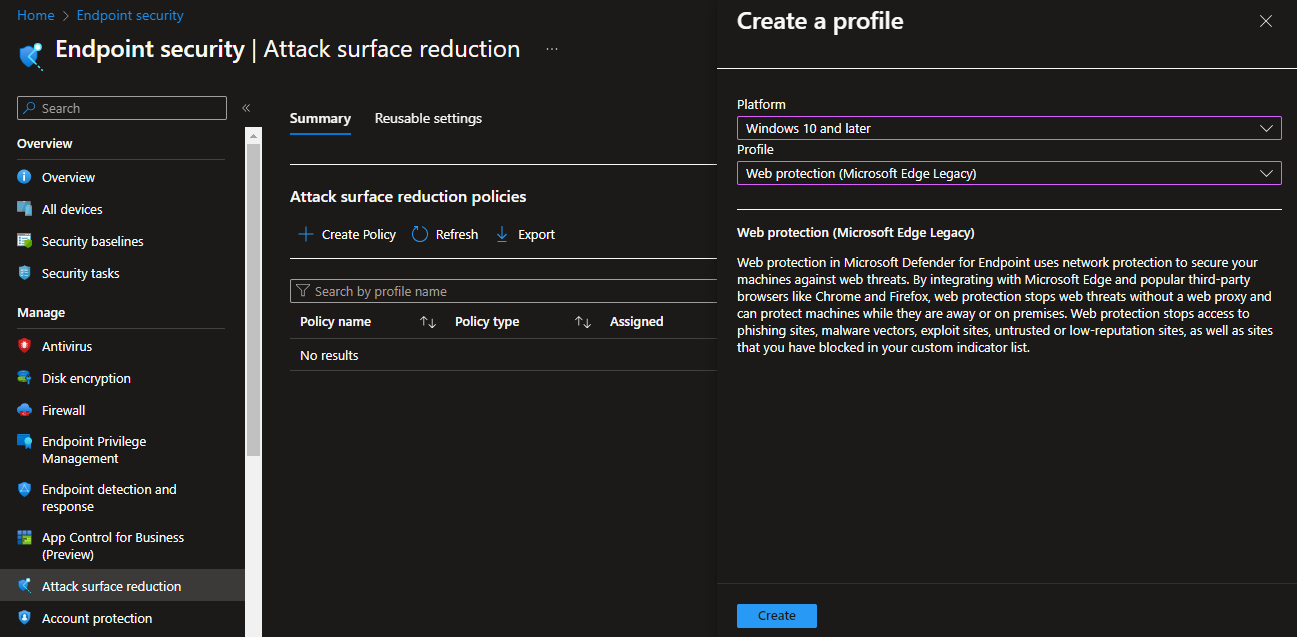 Home > Endpoint security
Endpoint security | Attack surface reduction ...
Search «
Overview
Overview
All devices
Security baselines
Security tasks
Manage
Antivirus
Disk encryption
Firewall
Endpoint Privilege
Management
Endpoint detection and
response
App Control for Business
(Preview)
Attack surface reduction
Account protection
Summary Reusable settings
Attack surface reduction policies
Create Policy Refresh Export
Search by profile name
Policy name Policy type Assigned
No results
Create a profile
Platform
Windows 10 and later
Profile
Web protection (Microsoft Edge Legacy)
Web protection (Microsoft Edge Legacy)
Web protection in Microsoft Defender for Endpoint uses network protection to secure your
machines against web threats. By integrating with Microsoft Edge and popular third-party
browsers like Chrome and Firefox, web protection stops web threats without a web proxy and
can protect machines while they are away or on premises. Web protection stops access to
phishing sites, malware vectors, exploit sites, untrusted or low-reputation sites, as well as sites
that you have blocked in your custom indicator list.
Create